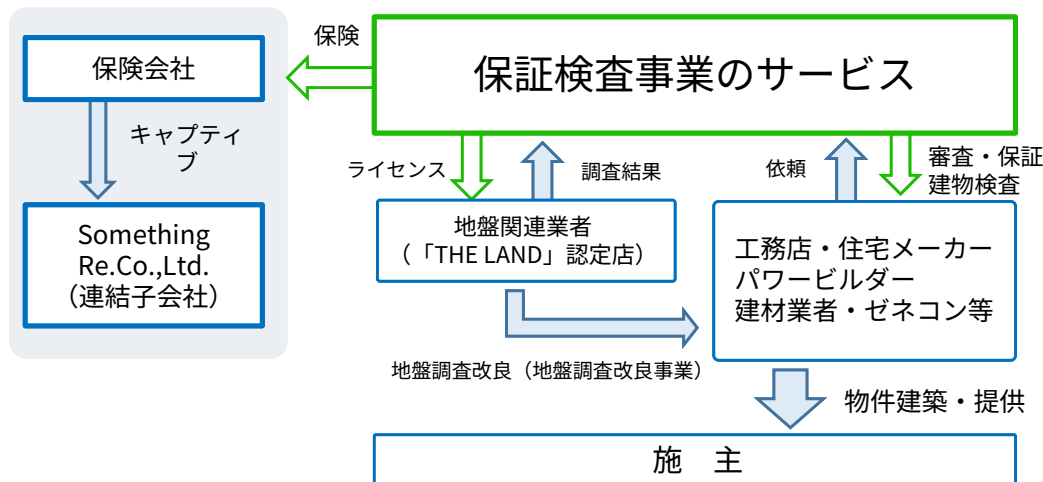 保険
保険会社
保証検査事業のサービス
キャプティ
ブ
ライセンス
調査結果
依頼
審査・保証
建物検査
Something
Re.Co.,Ltd.
（連結子会社）
地盤関連業者
（「THE LAND」認定店）
工務店・住宅メーカー
パワービルダー
建材業者・ゼネコン等
地盤調査改良（地盤調査改良事業）
物件建築・提供
施　主